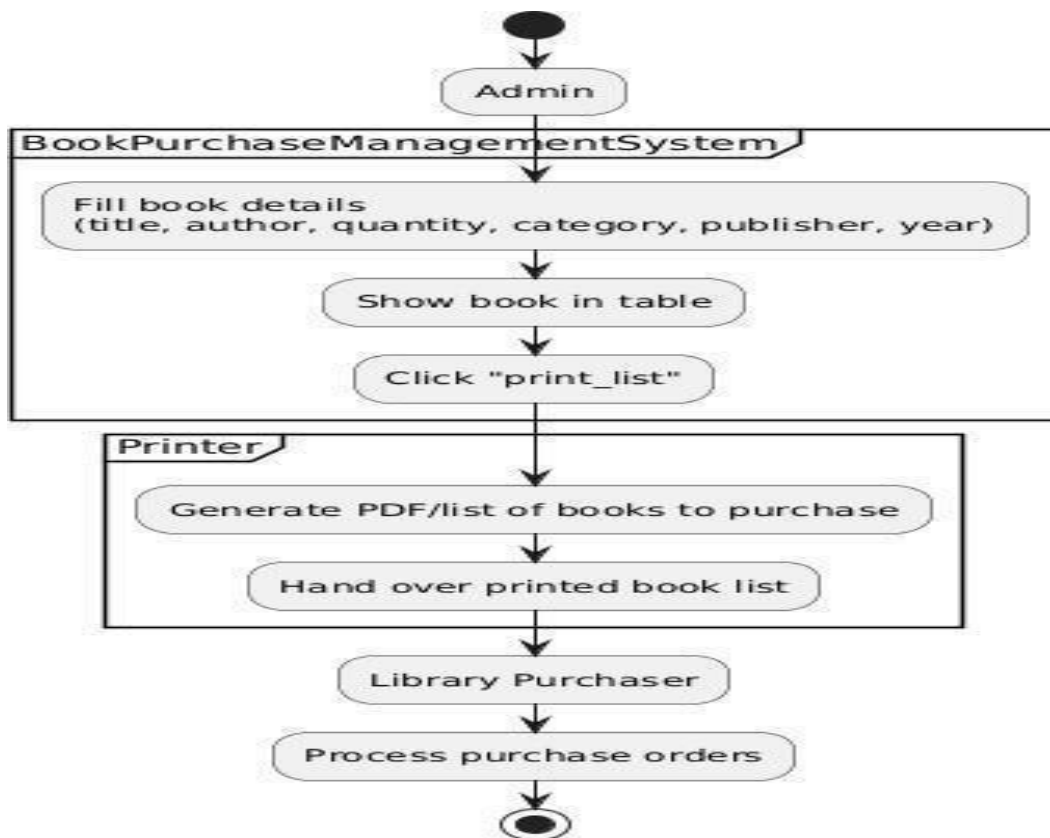 Admin
BookPurchaseManagementSystem
Fill book details
(title, author, quantity, category, publisher, year)
Show book in table
Click "print_list"
Printer
Generate PDF/list of books to purchase
Hand over printed book list
Library Purchaser
Process purchase orders